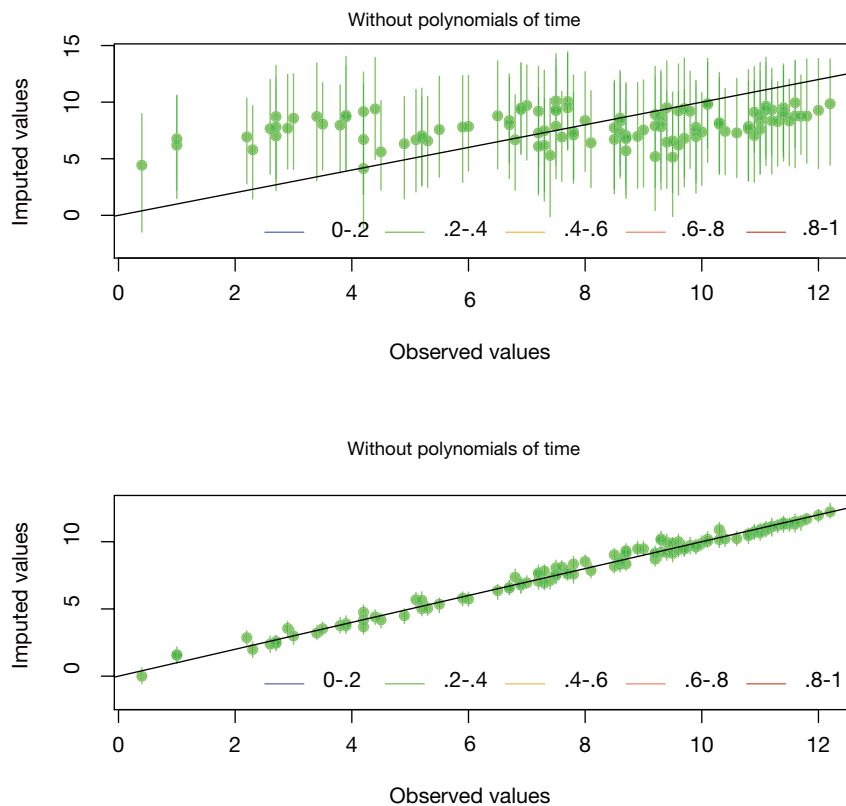 Without polynomials of time
15
10
5
0
Imputed values
0-.2 .2-.4 .4-.6 .6-.8 .8-1
0 2 4 6 8 10 12
Observed values
Without polynomials of time
10
5
0
Imputed values
0-.2 .2-.4 .4-.6 .6-.8 .8-1
0 2 4 6 8 10 12
Observed values